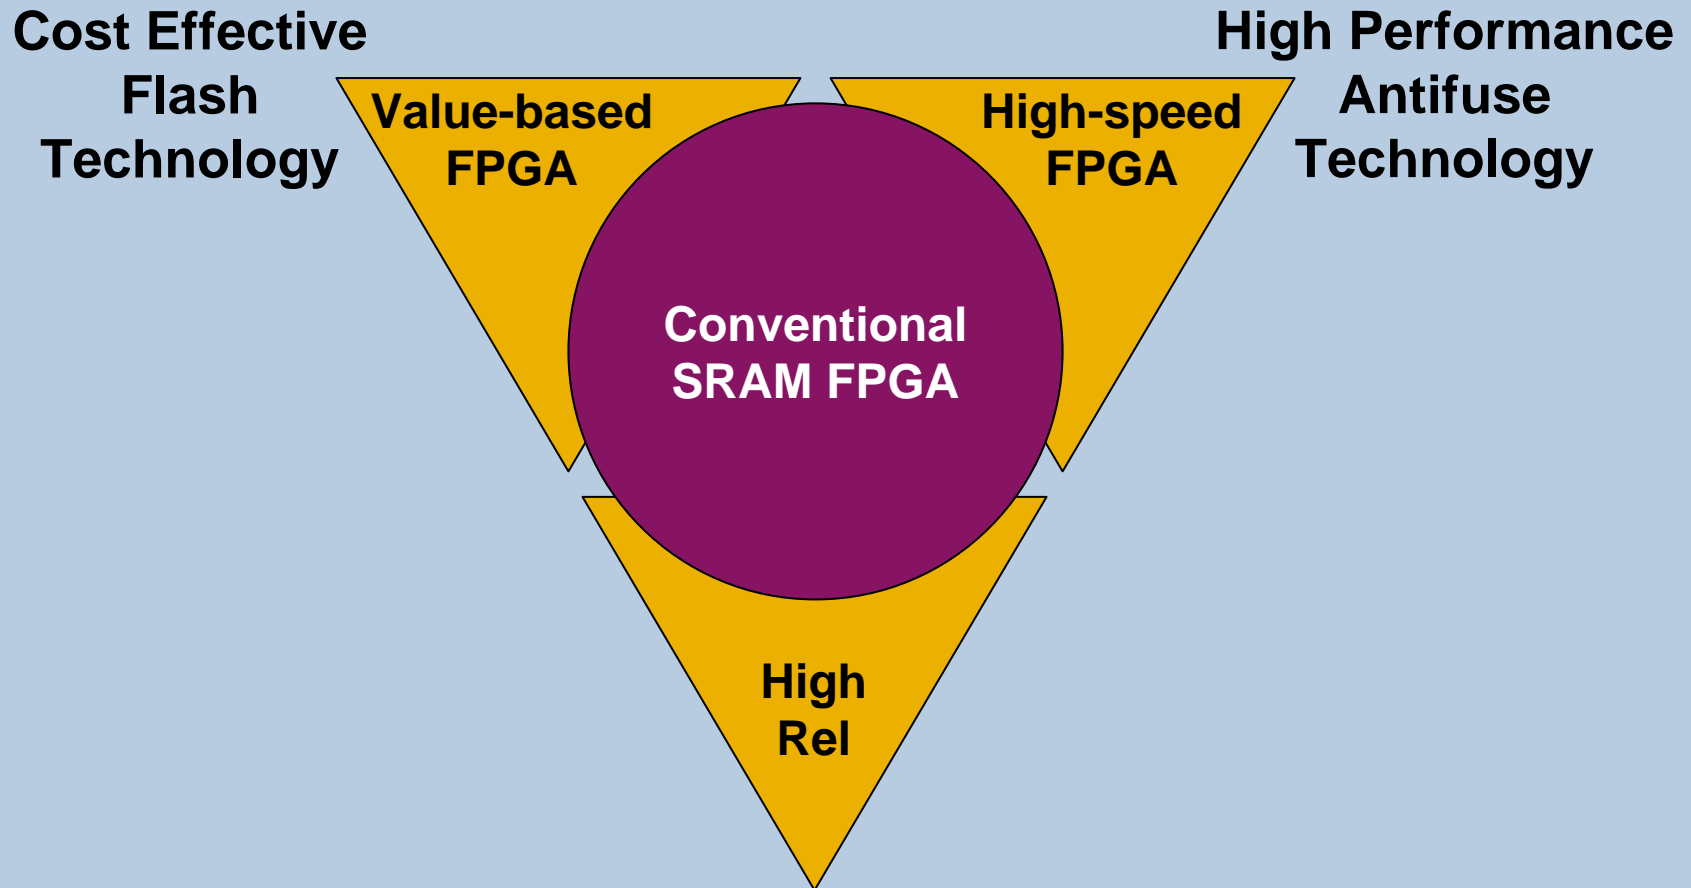 Cost Effective
Flash
Technology
High Performance
Antifuse
Technology
Value-based
FPGA
High-speed
FPGA
Conventional
SRAM FPGA
High
Rel